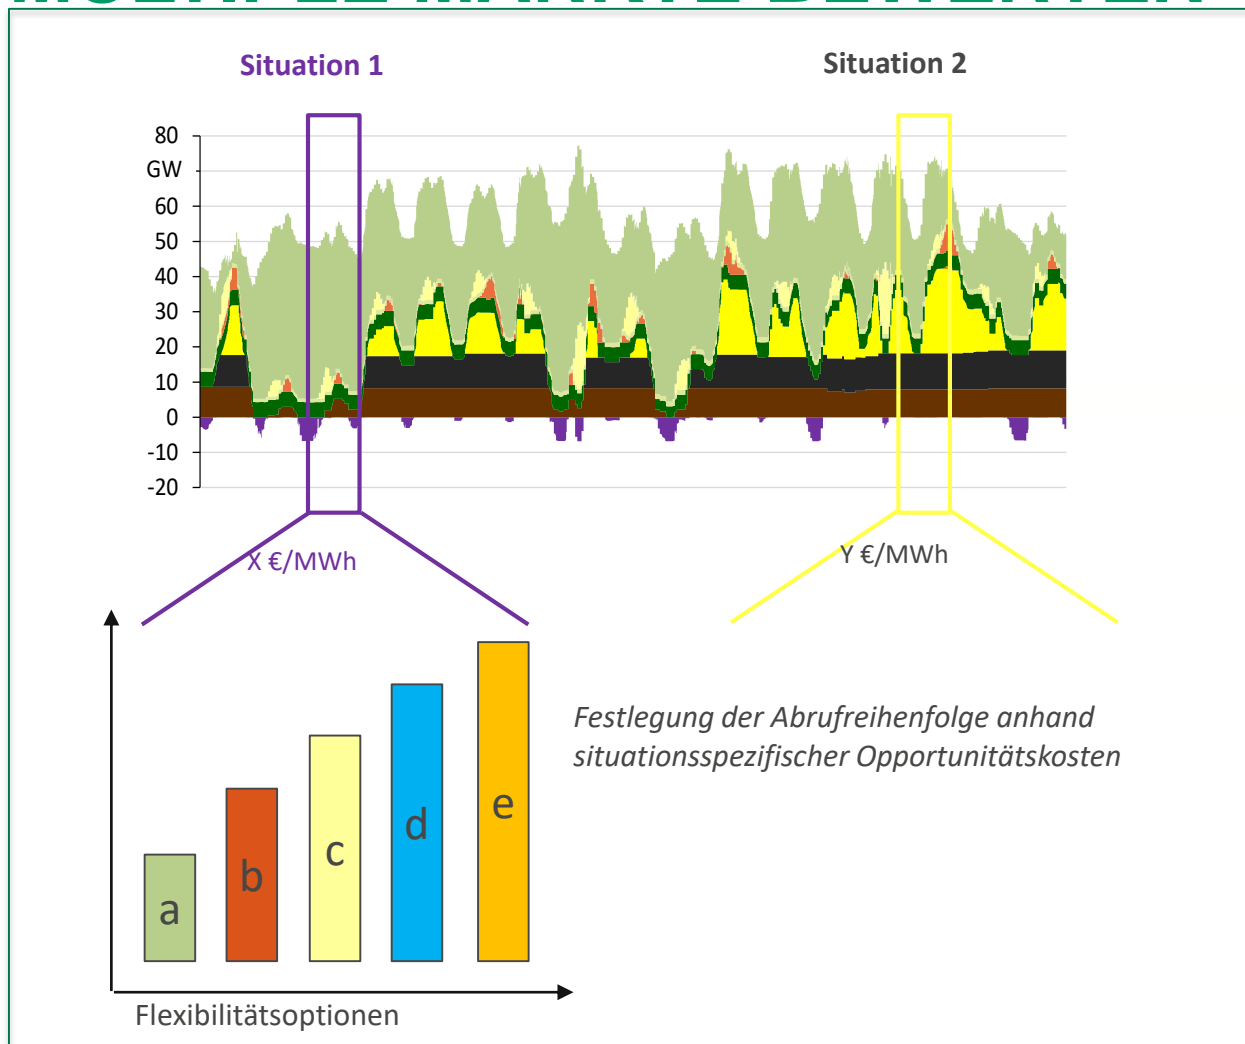 Situation 1
Situation 2
80
GW
60
50
40
30
20
10
0
-10
-20
X €/MWh
Y €/MWh
Festlegung der Abrufreihenfolge anhand
situationsspezifischer Opportunitätskosten
a
b
c
d
e
Flexibilitätsoptionen